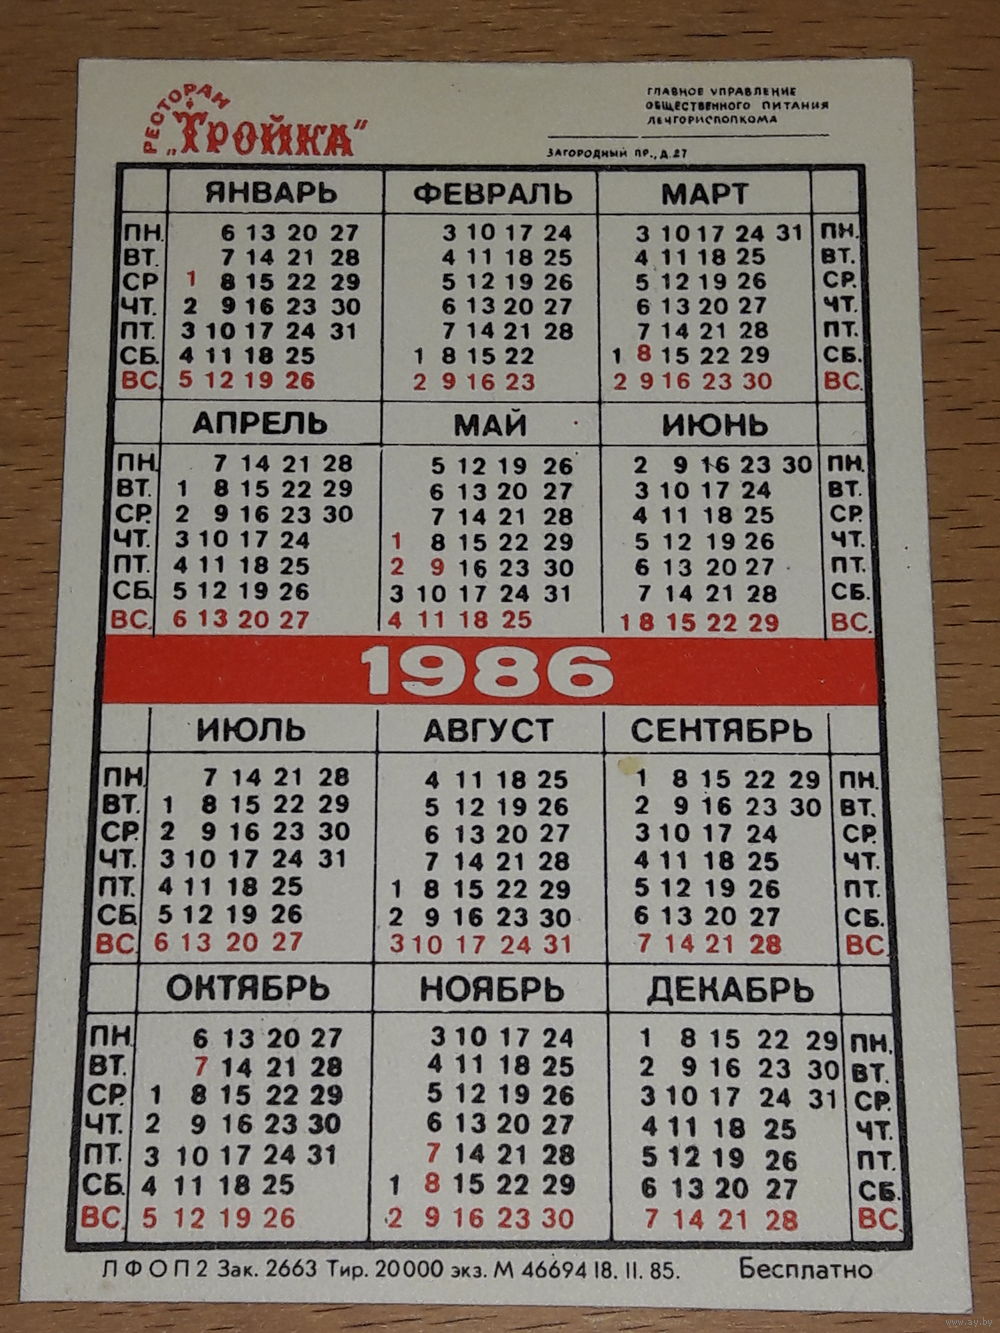 РЕСТОРАН
„ТРОЙКА"
ГЛАВНОЕ УПРАВЛЕНИЕ
ОБЩЕСТВЕННОГО ПИТАНИЯ
ЛЕНГОРИСПОЛКОМА
ЗАГОРОДНЫЙ ПР., Д. 27
ЯНВАРЬ ФЕВРАЛЬ МАРТ
ПН. 6 13 20 27 3 10 17 24 3 10 17 24 31 ПН.
ВТ. 7 14 21 28 4 11 18 25 4 11 18 25 ВТ.
СР 1 8 15 22 29 5 12 19 26 5 12 19 26 СР.
ЧТ. 2 9 16 23 30 6 13 20 27 6 13 20 27 ЧТ.
ПТ. 3 10 17 24 31 7 14 21 28 7 14 21 28 ПТ.
СБ. 4 11 18 25 1 8 15 22 1 8 15 22 29 СБ.
ВС. 5 12 19 26 2 9 16 23 2 9 16 23 30 ВС.
АПРЕЛЬ МАЙ ИЮНЬ
ПН. 7 14 21 28 5 12 19 26 2 9 16 23 30 ПН.
ВТ. 1 8 15 22 29 6 13 20 27 3 10 17 24 ВТ.
СР. 2 9 16 23 30 7 14 21 28 4 11 18 25 СР.
ЧТ. 3 10 17 24 1 8 15 22 29 5 12 19 26 ЧТ.
ПТ. 4 11 18 25 2 9 16 23 30 6 13 20 27 ПТ.
СБ. 5 12 19 26 3 10 17 24 31 7 14 21 28 СБ.
ВС. 6 13 20 27 4 11 18 25 1 8 15 22 29 ВС.
1986
ИЮЛЬ АВГУСТ СЕНТЯБРЬ
ПН. 7 14 21 28 4 11 18 25 1 8 15 22 29 ПН.
ВТ. 1 8 15 22 29 5 12 19 26 2 9 16 23 30 ВТ.
СР. 2 9 16 23 30 6 13 20 27 3 10 17 24 СР.
ЧТ. 3 10 17 24 31 7 14 21 28 4 11 18 25 ЧТ.
ПТ. 4 11 18 25 1 8 15 22 29 5 12 19 26 ПТ.
СБ. 5 12 19 26 2 9 16 23 30 6 13 20 27 СБ.
ВС. 6 13 20 27 3 10 17 24 31 7 14 21 28 ВС.
ОКТЯБРЬ НОЯБРЬ ДЕКАБРЬ
ПН. 6 13 20 27 3 10 17 24 1 8 15 22 29 ПН.
ВТ. 7 14 21 28 4 11 18 25 2 9 16 23 30 ВТ.
СР. 1 8 15 22 29 5 12 19 26 3 10 17 24 31 СР.
ЧТ. 2 9 16 23 30 6 13 20 27 4 11 18 25 ЧТ.
ПТ. 3 10 17 24 31 7 14 21 28 5 12 19 26 ПТ.
СБ. 4 11 18 25 1 8 15 22 29 6 13 20 27 СБ.
ВС. 5 12 19 26 2 9 16 23 30 7 14 21 28 ВС.
ЛФОП2 Зак. 2663 Тир. 20000 экз. М 46694 18. 11. 85. Бесплатно
www.ay.by